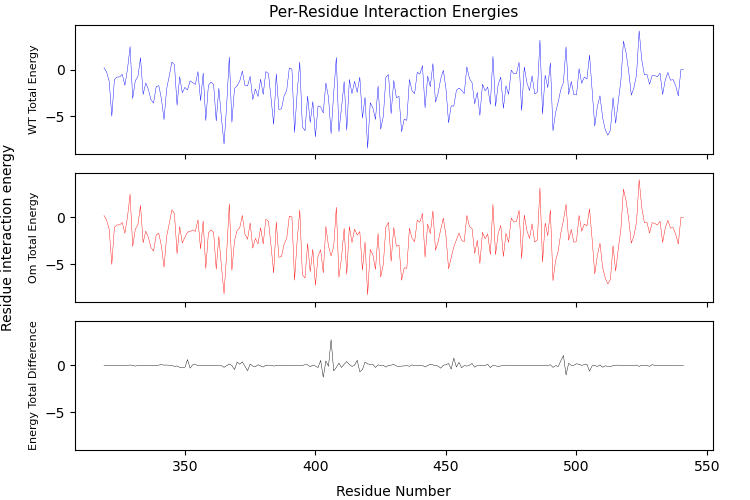 Per-Residue Interaction Energies
Residue interaction energy
WT Total Energy
0
−5
Om Total Energy
0
−5
Energy Total Difference
0
−5
350
400
450
500
550
Residue Number